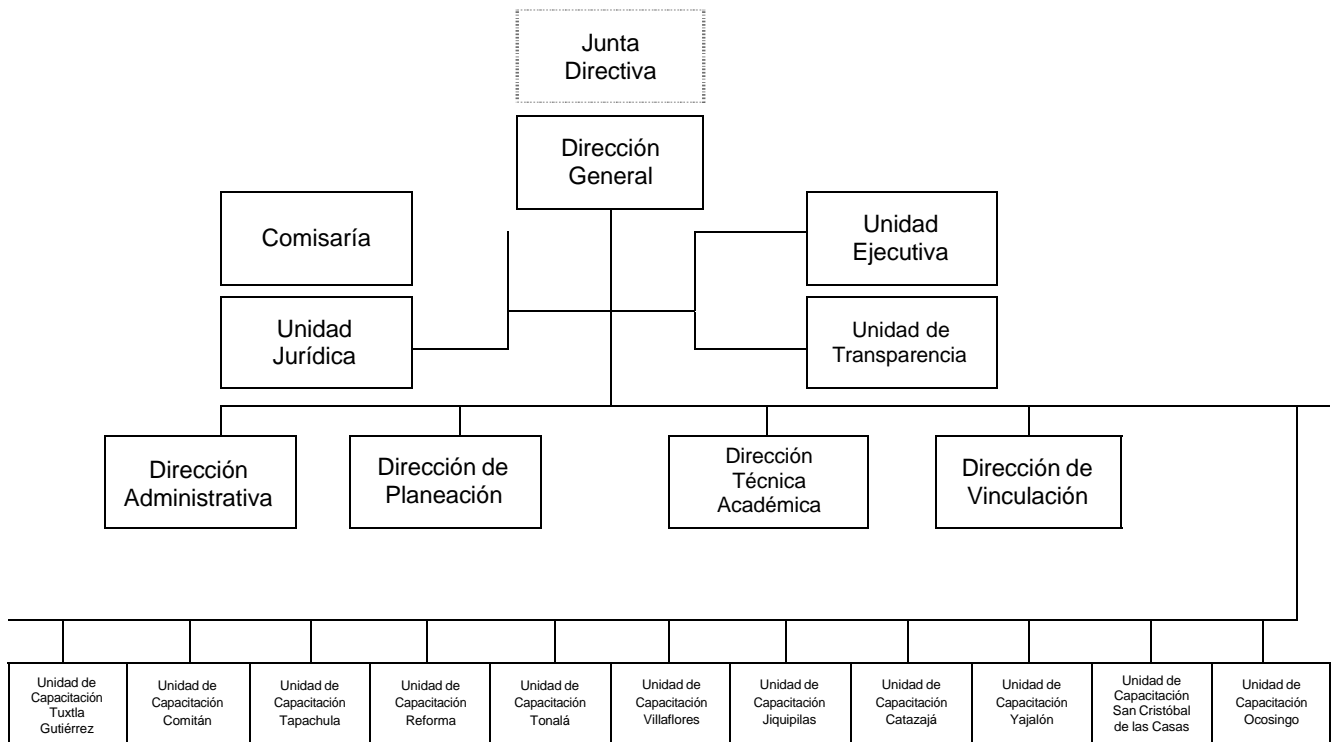 Junta
Directiva
Dirección
General
Comisaría
Unidad
Ejecutiva
Unidad
Jurídica
Unidad de
Transparencia
Dirección
Administrativa
Dirección de
Planeación
Dirección
Técnica
Académica
Dirección de
Vinculación
Unidad de
Capacitación
Tuxtla
Gutiérrez
Unidad de
Capacitación
Comitán
Unidad de
Capacitación
Tapachula
Unidad de
Capacitación
Reforma
Unidad de
Capacitación
Tonalá
Unidad de
Capacitación
Villaflores
Unidad de
Capacitación
Jiquipilas
Unidad de
Capacitación
Catazajá
Unidad de
Capacitación
Yajalón
Unidad de
Capacitación
San Cristóbal
de las Casas
Unidad de
Capacitación
Ocosingo